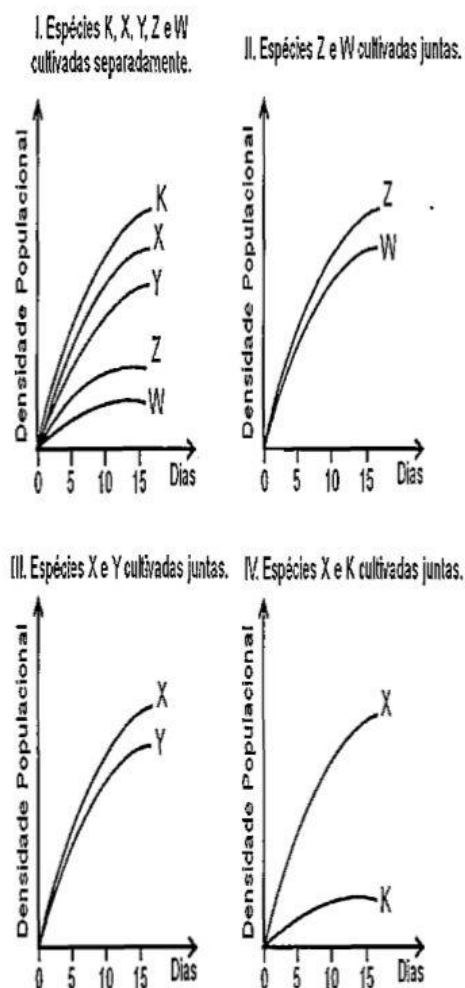 I. Espécies K, X, Y, Z e W
cultivadas separadamente.
Densidade Populacional
K
X
Y
Z
W
0 5 10 15 Dias
II. Espécies Z e W cultivadas juntas.
Densidade Populacional
Z
W
0 5 10 15 Dias
III. Espécies X e Y cultivadas juntas.
Densidade Populacional
X
Y
0 5 10 15 Dias
IV. Espécies X e K cultivadas juntas.
Densidade Populacional
X
K
0 5 10 15 Dias